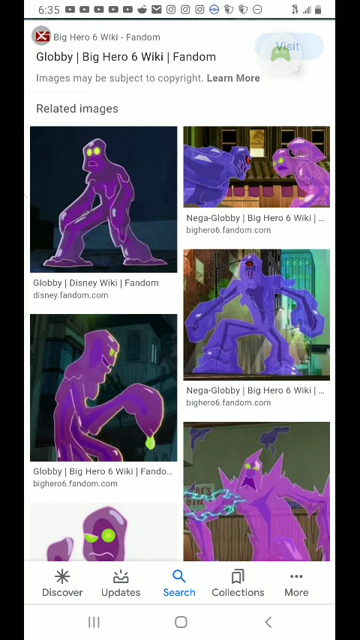 6:35
Big Hero 6 Wiki - Fandom
Globby | Big Hero 6 Wiki | Fandom
Visit
Images may be subject to copyright. Learn More
Related images
Globby | Disney Wiki | Fandom
disney.fandom.com
Nega-Globby | Big Hero 6 Wiki | ...
bighero6.fandom.com
Nega-Globby | Big Hero 6 Wiki | ...
bighero6.fandom.com
Globby | Big Hero 6 Wiki | Fando...
bighero6.fandom.com
Discover
Updates
Search
Collections
More